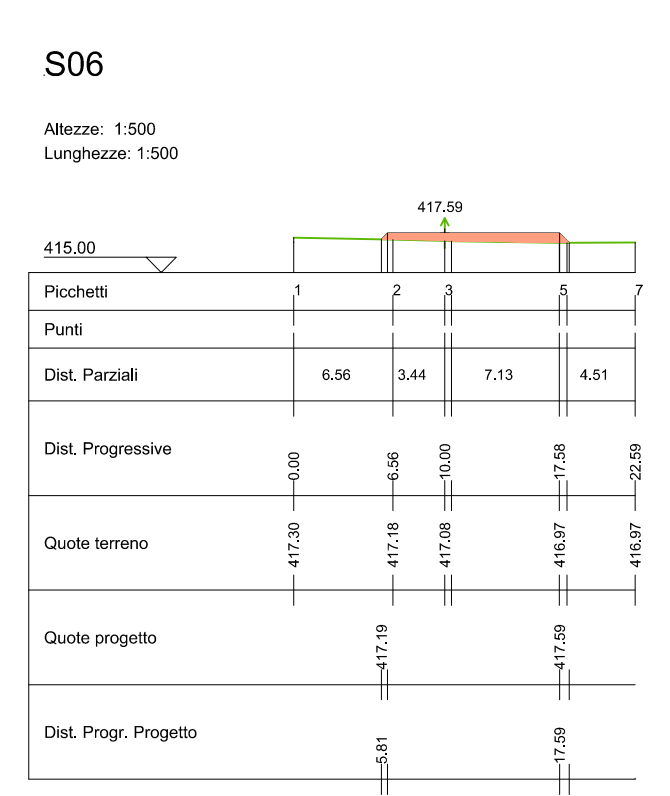 S06
Altezze: 1:500
Lunghezze: 1:500
417.59
415.00
Picchetti 1 2 3 5 7
Punti
Dist. Parziali 6.56 3.44 7.13 4.51
Dist. Progressive 0.00 6.56 10.00 17.58 22.59
Quote terreno 417.30 417.18 417.08 416.97 416.97
Quote progetto 417.19 417.59
Dist. Progr. Progetto 5.81 17.59